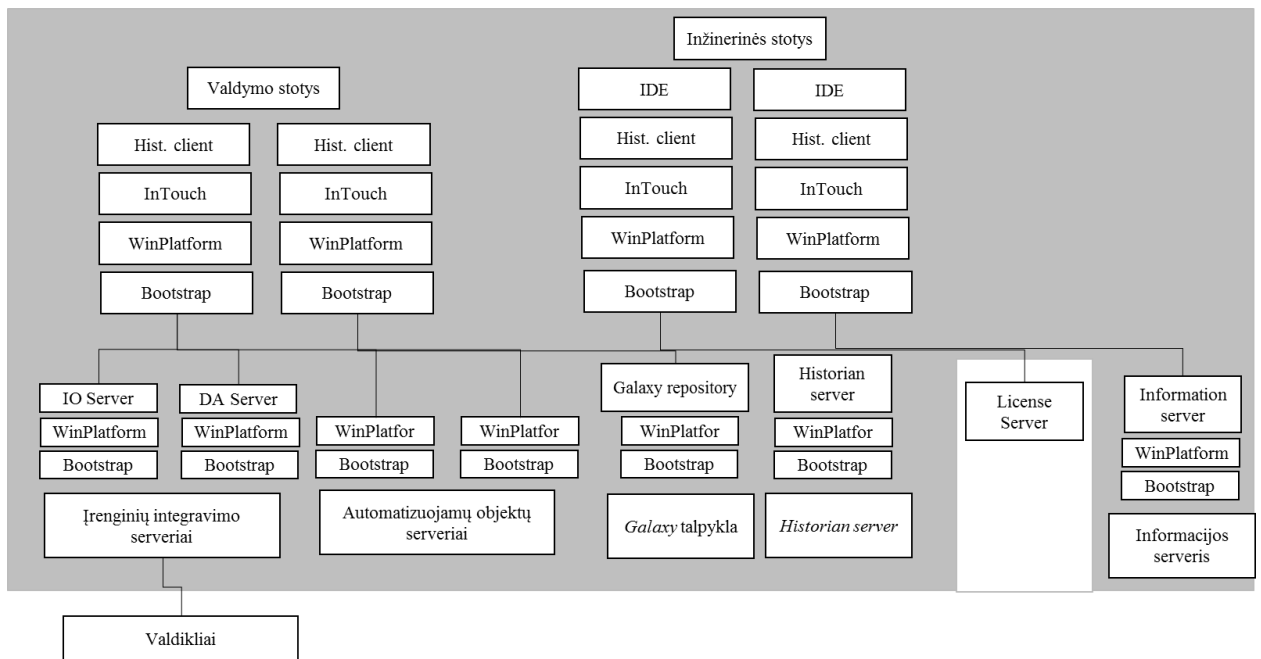 Inžinerinės stotys
Valdymo stotys
IDE
IDE
Hist. client
Hist. client
Hist. client
Hist. client
InTouch
InTouch
InTouch
InTouch
WinPlatform
WinPlatform
WinPlatform
WinPlatform
Bootstrap
Bootstrap
Bootstrap
Bootstrap
IO Server
DA Server
Galaxy repository
Historian
server
License
Server
Information
server
WinPlatform
WinPlatform
WinPlatfor
WinPlatfor
WinPlatfor
WinPlatfor
WinPlatform
Bootstrap
Bootstrap
Bootstrap
Bootstrap
Bootstrap
Bootstrap
Bootstrap
Įrenginių integravimo
serveriai
Automatizuojamų objektų
serveriai
Galaxy talpykla
Historian server
Informacijos
serveris
Valdikliai